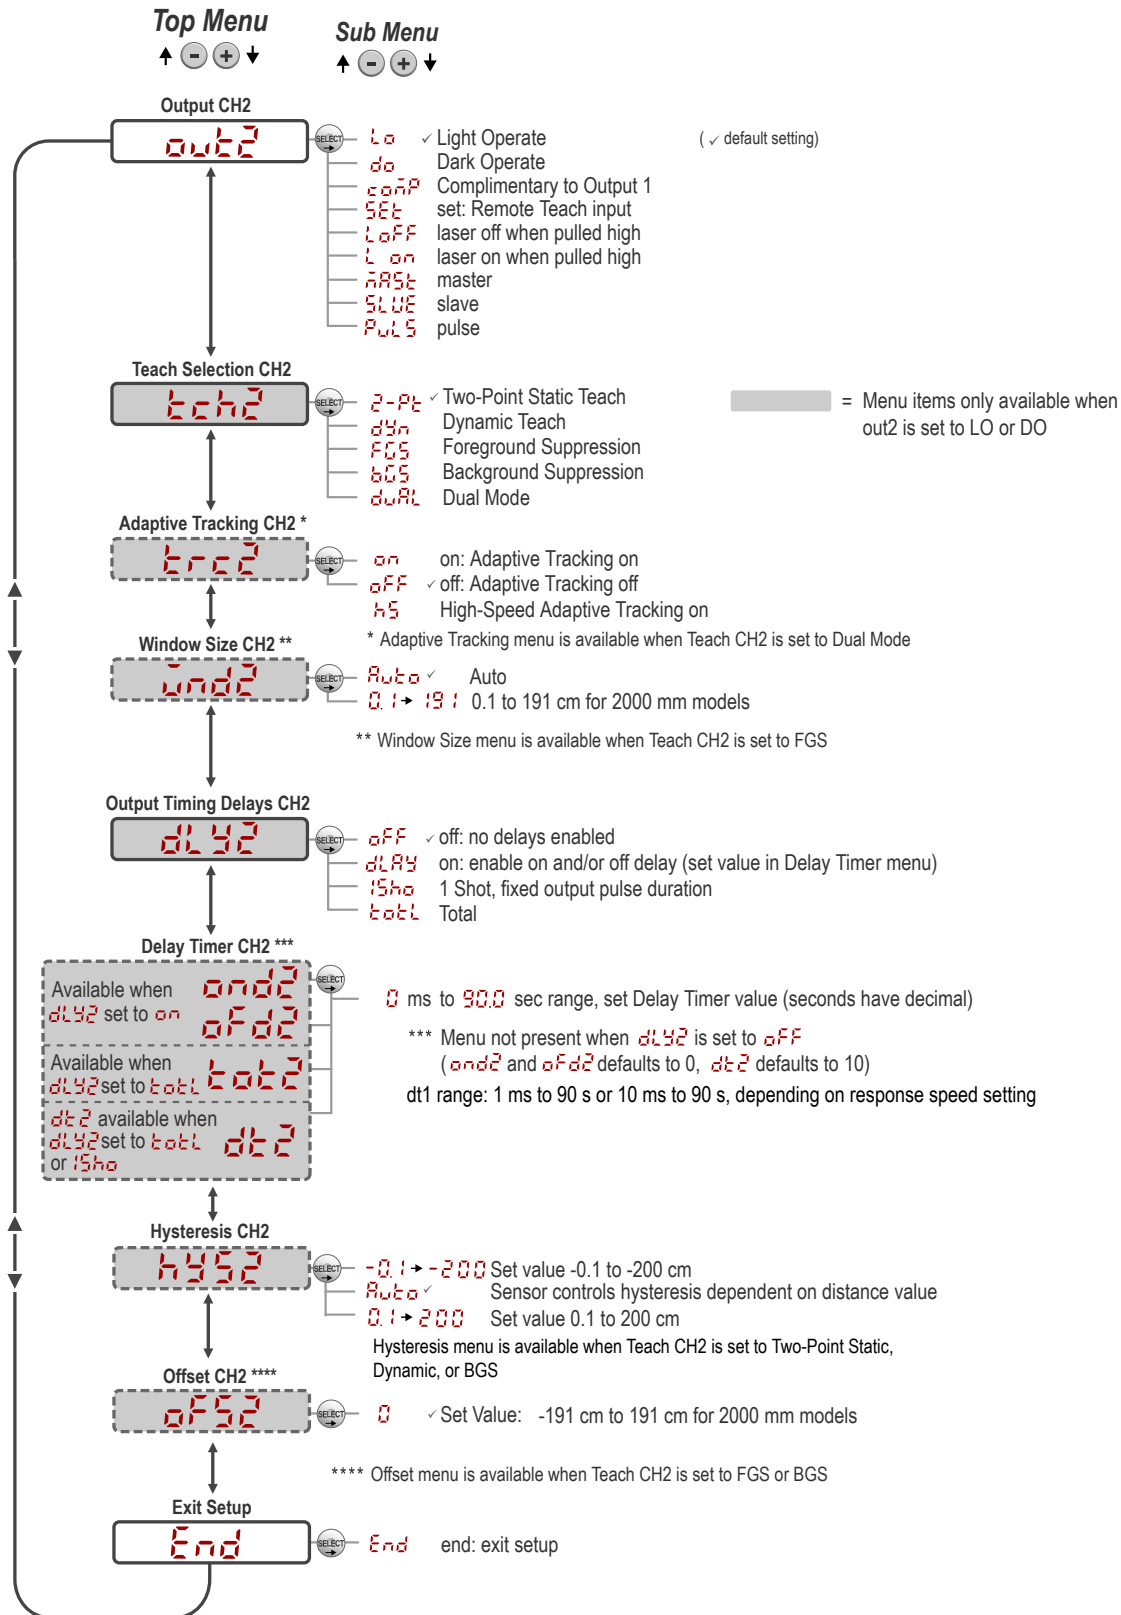 Top Menu
Sub Menu
- +
- +
Output CH2
out2
SELECT
Lo ✓ Light Operate
( ✓ default setting)
do Dark Operate
comP Complimentary to Output 1
SEt set: Remote Teach input
LoFF laser off when pulled high
L on laser on when pulled high
mASt master
SLVE slave
PuLS pulse
Teach Selection CH2
tch2
SELECT
2-Pt ✓ Two-Point Static Teach
dYn Dynamic Teach
FGS Foreground Suppression
bGS Background Suppression
duAL Dual Mode
= Menu items only available when
out2 is set to LO or DO
Adaptive Tracking CH2 *
trc2
SELECT
on on: Adaptive Tracking on
oFF ✓ off: Adaptive Tracking off
hS High-Speed Adaptive Tracking on
* Adaptive Tracking menu is available when Teach CH2 is set to Dual Mode
Window Size CH2 **
wnd2
SELECT
Auto ✓ Auto
0.1 → 191 0.1 to 191 cm for 2000 mm models
** Window Size menu is available when Teach CH2 is set to FGS
Output Timing Delays CH2
dLY2
SELECT
oFF ✓ off: no delays enabled
dLAY on: enable on and/or off delay (set value in Delay Timer menu)
1Sho 1 Shot, fixed output pulse duration
totL Total
Delay Timer CH2 ***
Available when
dLY2 set to on
ond2
oFd2
SELECT
Available when
dLY2 set to totL
tot2
dt2 available when
dLY2 set to totL
or 1Sho
dt2
0 ms to 90.0 sec range, set Delay Timer value (seconds have decimal)
*** Menu not present when dLY2 is set to oFF
( ond2 and oFd2 defaults to 0, dt2 defaults to 10)
dt1 range: 1 ms to 90 s or 10 ms to 90 s, depending on response speed setting
Hysteresis CH2
hYS2
SELECT
-0.1 → -200 Set value -0.1 to -200 cm
Auto ✓ Sensor controls hysteresis dependent on distance value
0.1 → 200 Set value 0.1 to 200 cm
Hysteresis menu is available when Teach CH2 is set to Two-Point Static,
Dynamic, or BGS
Offset CH2 ****
oFS2
SELECT
0 ✓ Set Value: -191 cm to 191 cm for 2000 mm models
**** Offset menu is available when Teach CH2 is set to FGS or BGS
Exit Setup
End
SELECT
End end: exit setup